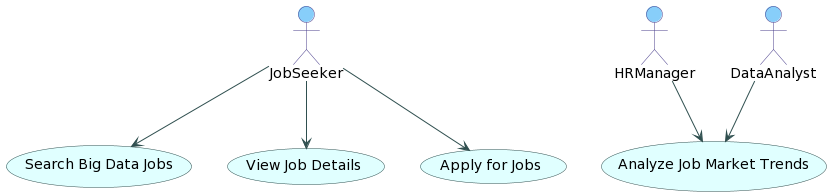 JobSeeker
HRManager
DataAnalyst
Search Big Data Jobs
View Job Details
Apply for Jobs
Analyze Job Market Trends